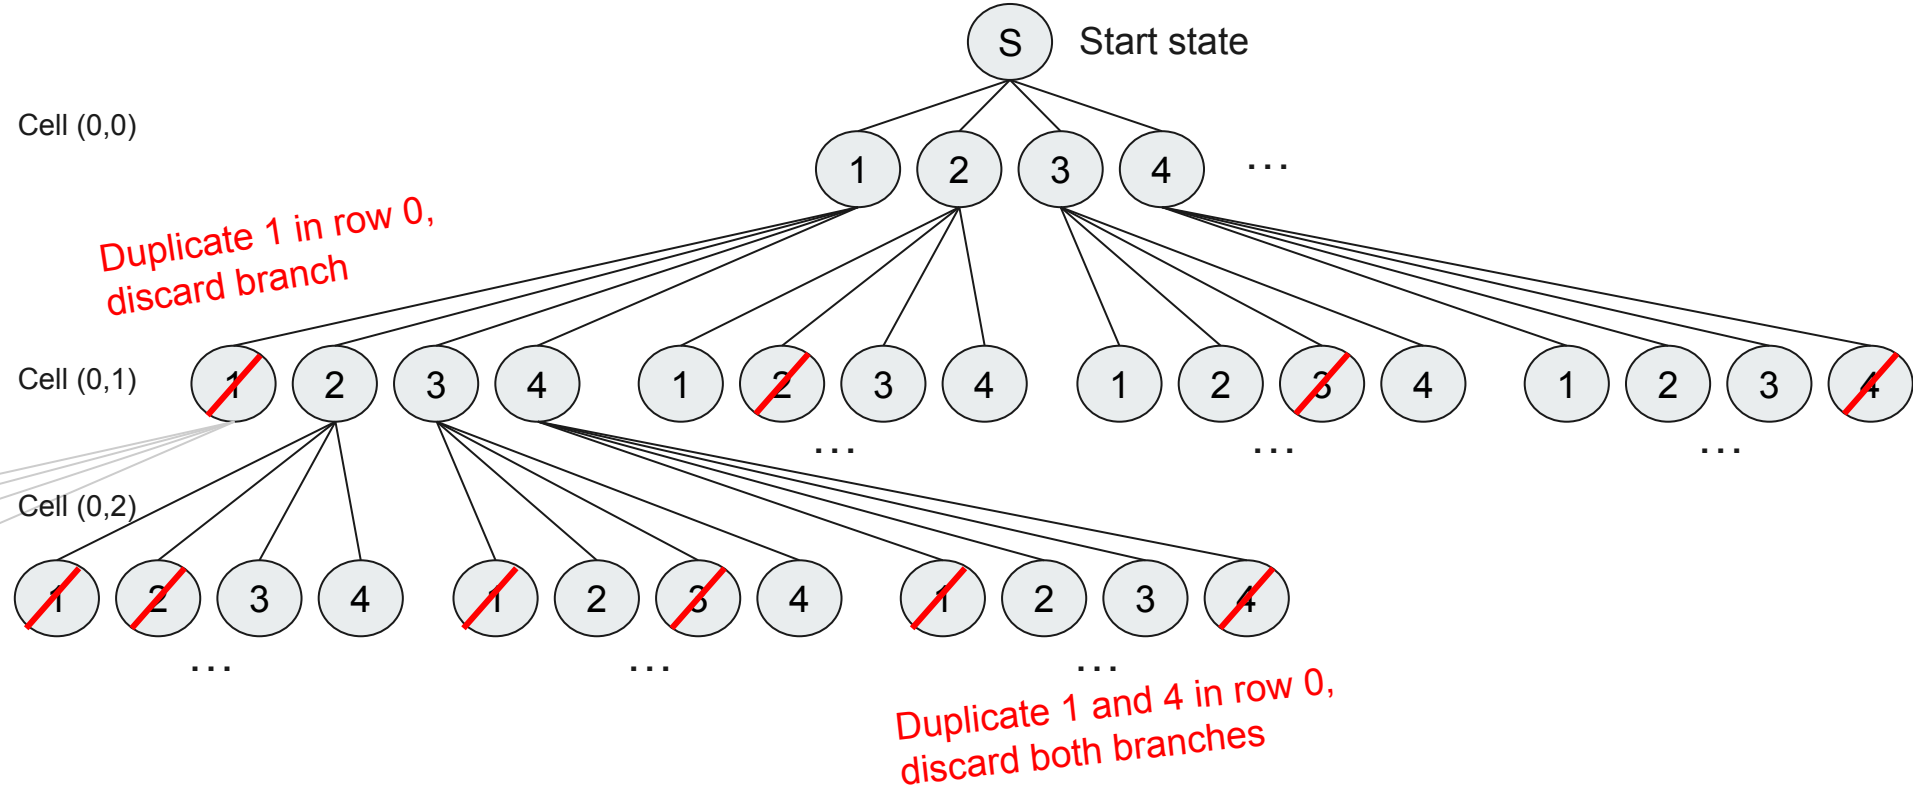 S Start state
Cell (0,0)
1 2 3 4 ...
Duplicate 1 in row 0,
discard branch
Cell (0,1)
1 2 3 4 1 2 3 4 1 2 3 4 1 2 3 4
... ... ...
Cell (0,2)
1 2 3 4 1 2 3 4 1 2 3 4
... ... ...
Duplicate 1 and 4 in row 0,
discard both branches